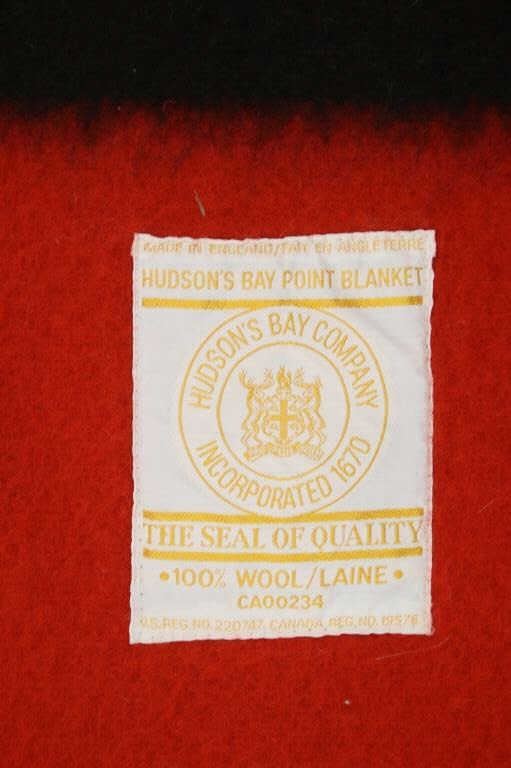 MADE IN ENGLAND/FAIT EN ANGLETERRE
HUDSON'S BAY POINT BLANKET
HUDSON'S BAY COMPANY
INCORPORATED 1670
THE SEAL OF QUALITY
•100% WOOL/LAINE •
CA00234
U.S. REG. NO. 220747. CANADA, REG. NO.